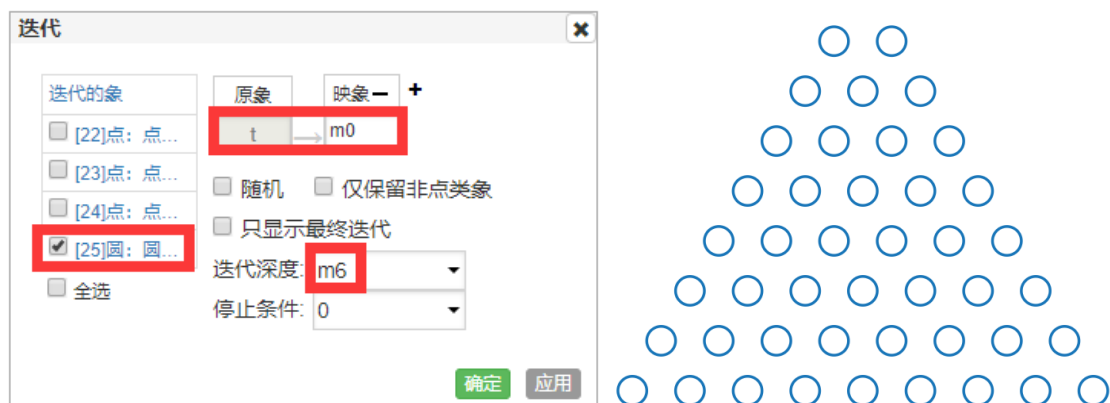 迭代
迭代的象 原象 映象
[22]点：点... t m0
[23]点：点... 随机 仅保留非点类象
[24]点：点... 只显示最终迭代
[25]圆：圆... 迭代深度: m6
全选 停止条件: 0
确定 应用